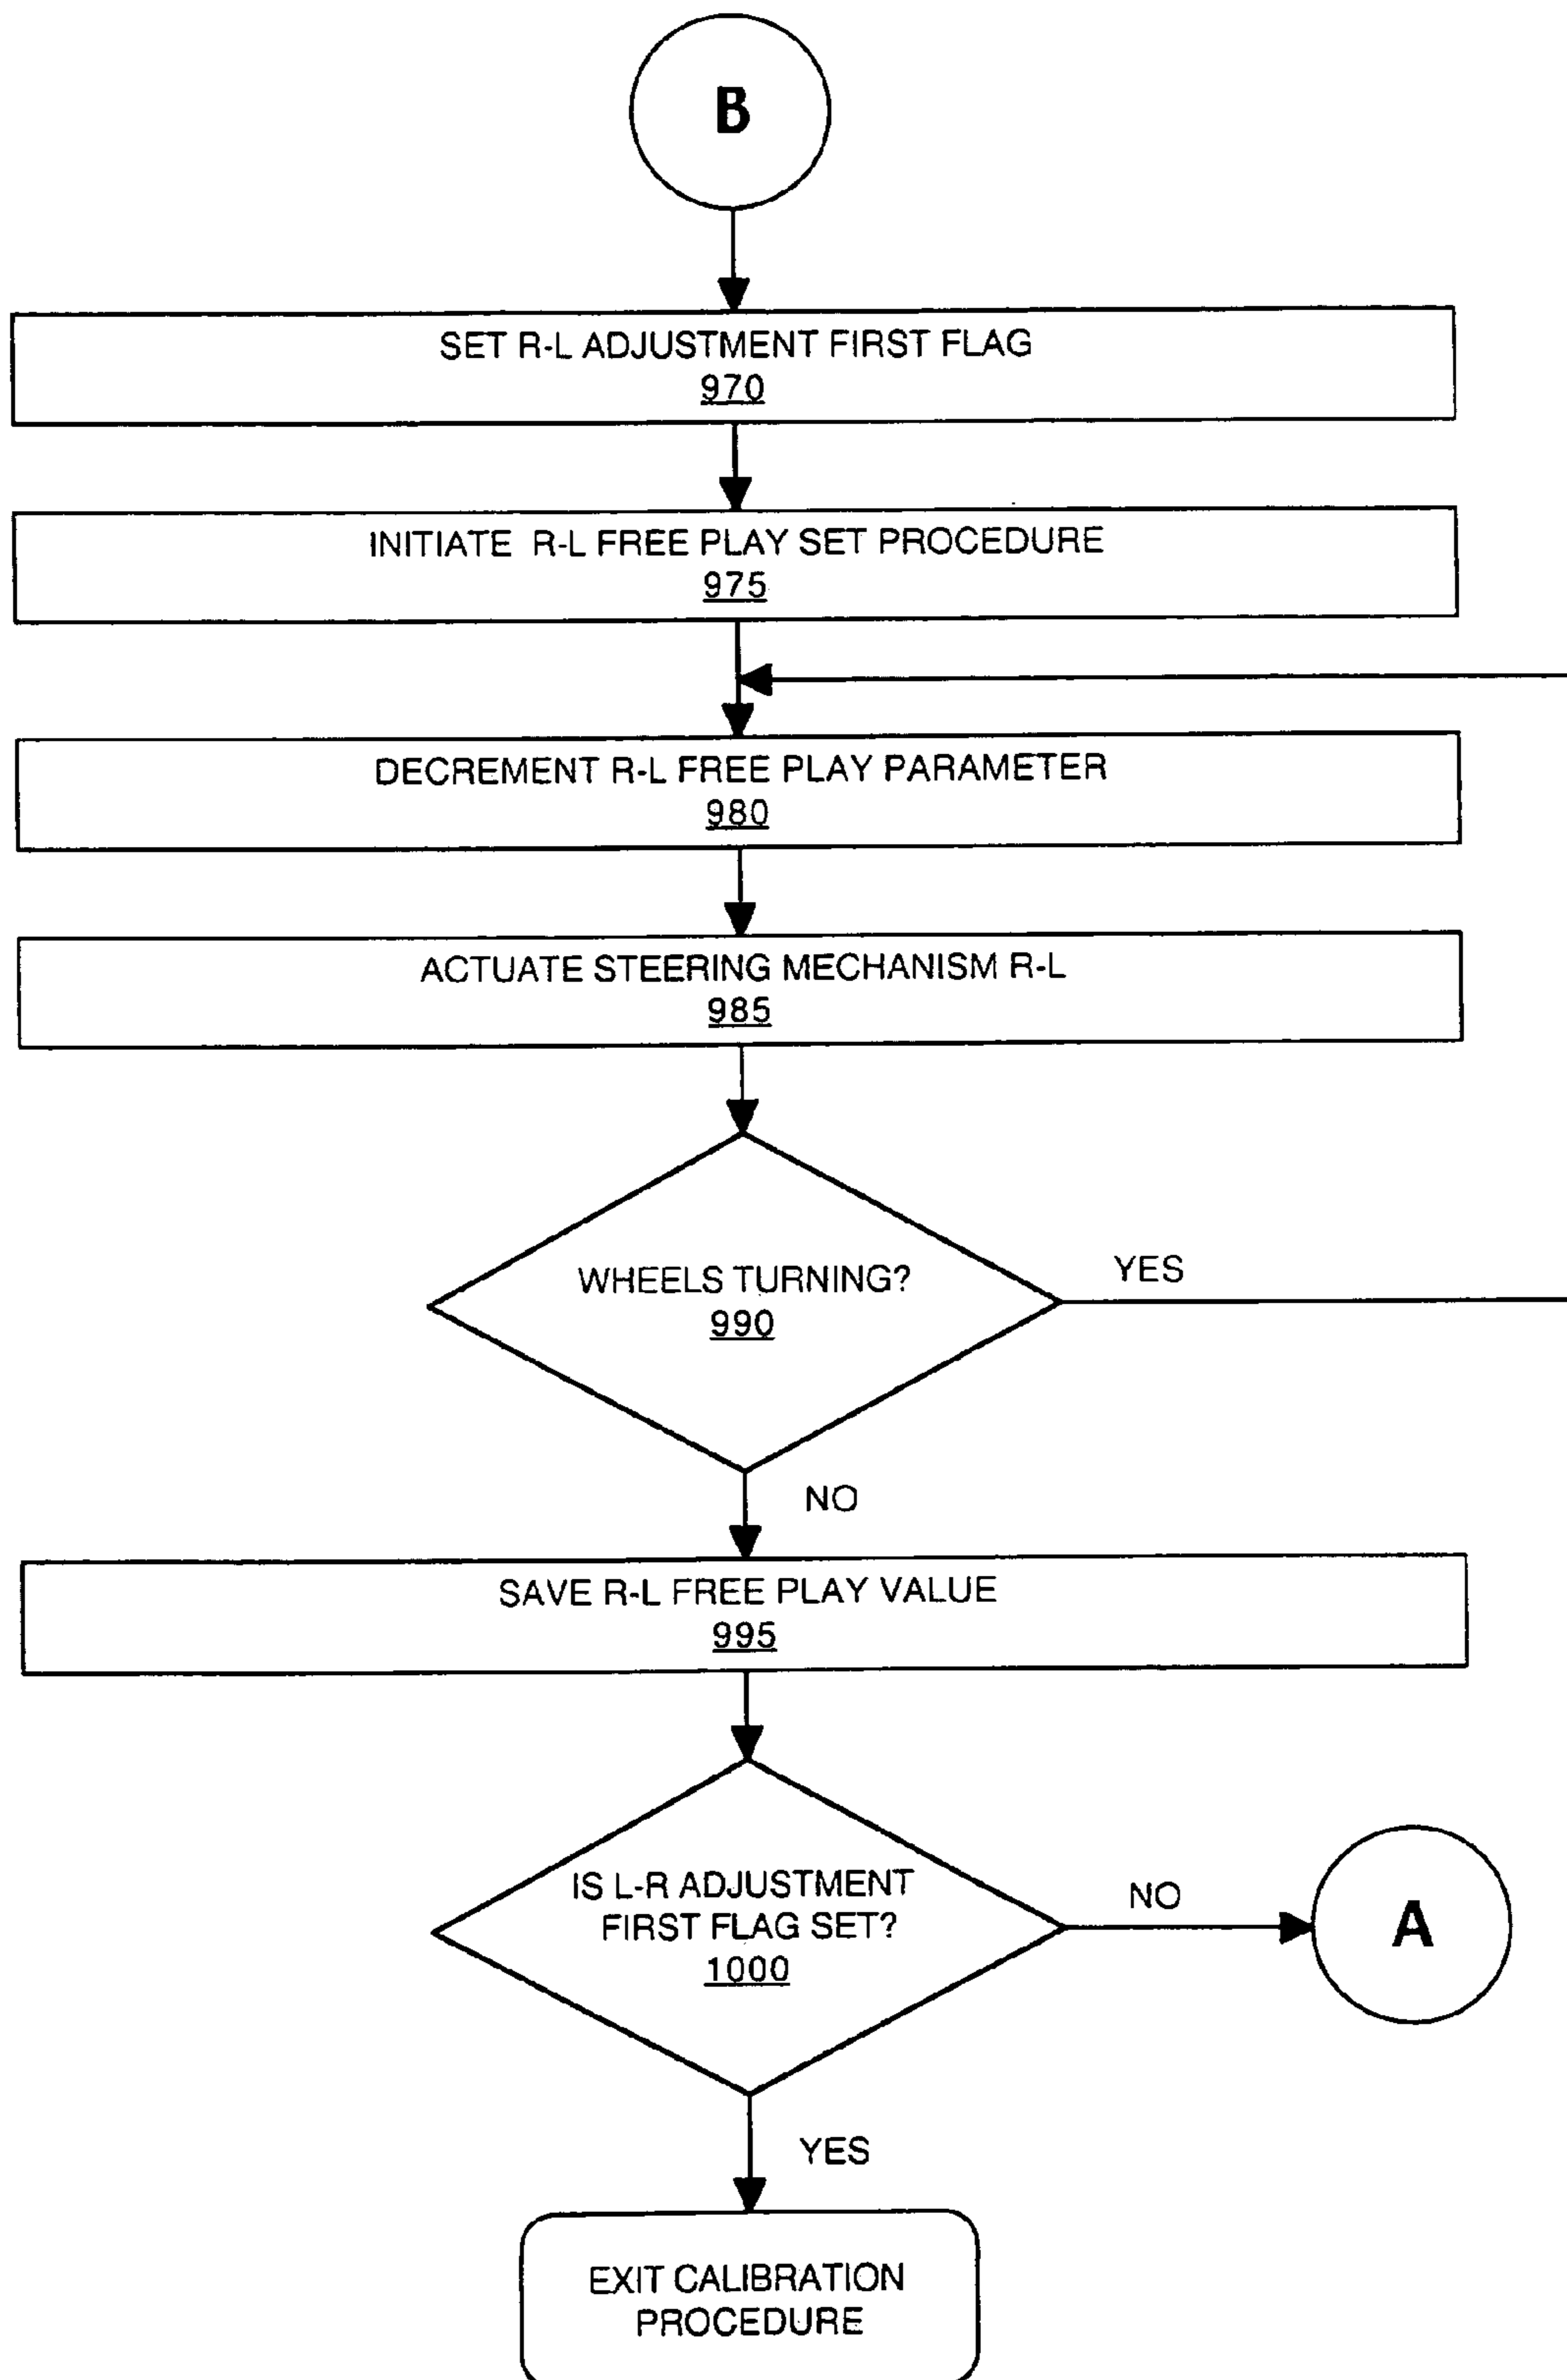 B
SET R-L ADJUSTMENT FIRST FLAG
970
INITIATE R-L FREE PLAY SET PROCEDURE
975
DECREMENT R-L FREE PLAY PARAMETER
980
ACTUATE STEERING MECHANISM R-L
985
WHEELS TURNING?
990
YES
NO
SAVE R-L FREE PLAY VALUE
995
IS L-R ADJUSTMENT
FIRST FLAG SET?
1000
NO
A
YES
EXIT CALIBRATION
PROCEDURE